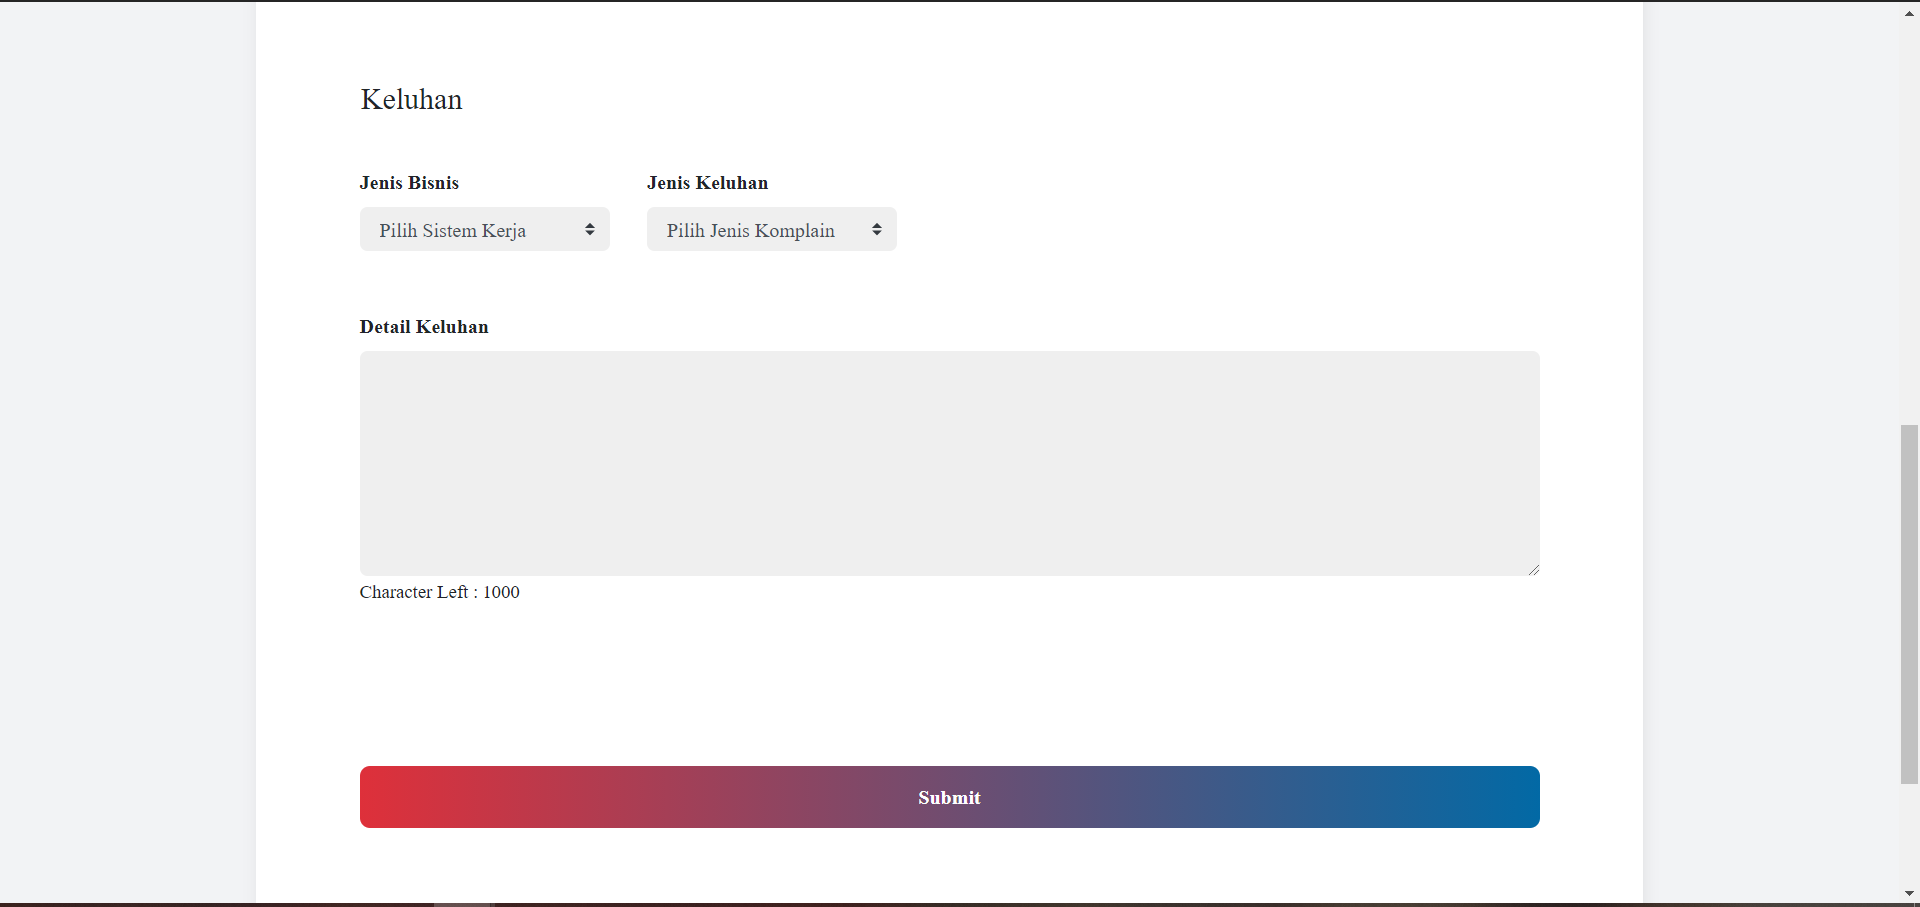 Keluhan
Jenis Bisnis
Jenis Keluhan
Pilih Sistem Kerja
Pilih Jenis Komplain
Detail Keluhan
Character Left : 1000
Submit